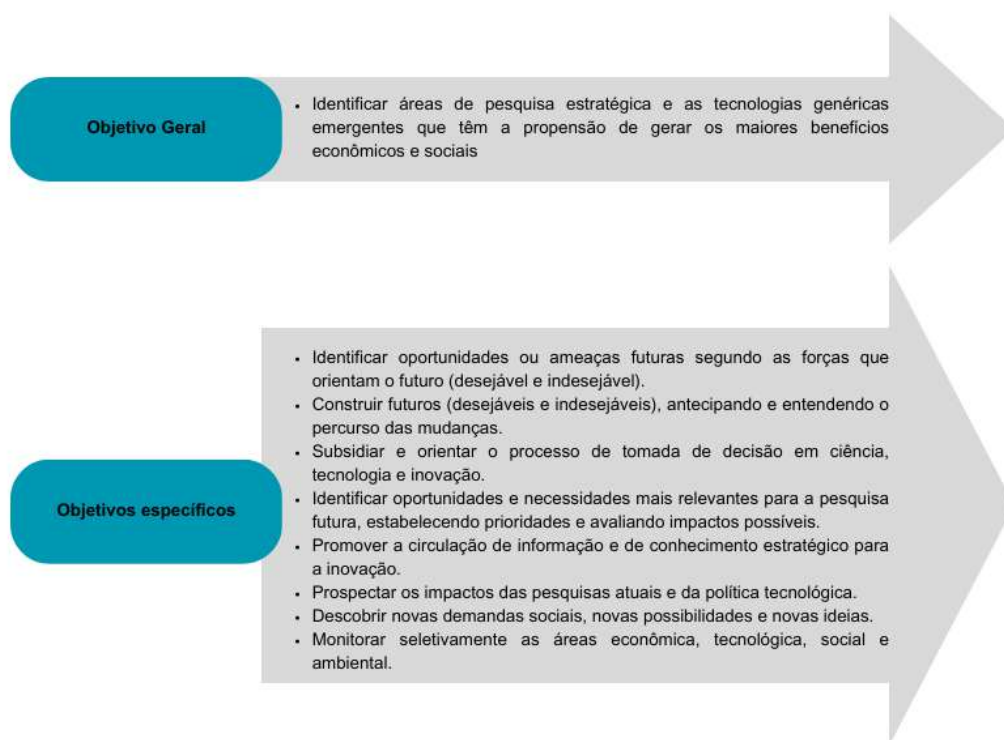 Objetivo Geral
• Identificar áreas de pesquisa estratégica e as tecnologias genéricas
emergentes que têm a propensão de gerar os maiores benefícios
econômicos e sociais
Objetivos específicos
• Identificar oportunidades ou ameaças futuras segundo as forças que
orientam o futuro (desejável e indesejável).
• Construir futuros (desejáveis e indesejáveis), antecipando e entendendo o
percurso das mudanças.
• Subsidiar e orientar o processo de tomada de decisão em ciência,
tecnologia e inovação.
• Identificar oportunidades e necessidades mais relevantes para a pesquisa
futura, estabelecendo prioridades e avaliando impactos possíveis.
• Promover a circulação de informação e de conhecimento estratégico para
a inovação.
• Prospectar os impactos das pesquisas atuais e da política tecnológica.
• Descobrir novas demandas sociais, novas possibilidades e novas ideias.
• Monitorar seletivamente as áreas econômica, tecnológica, social e
ambiental.